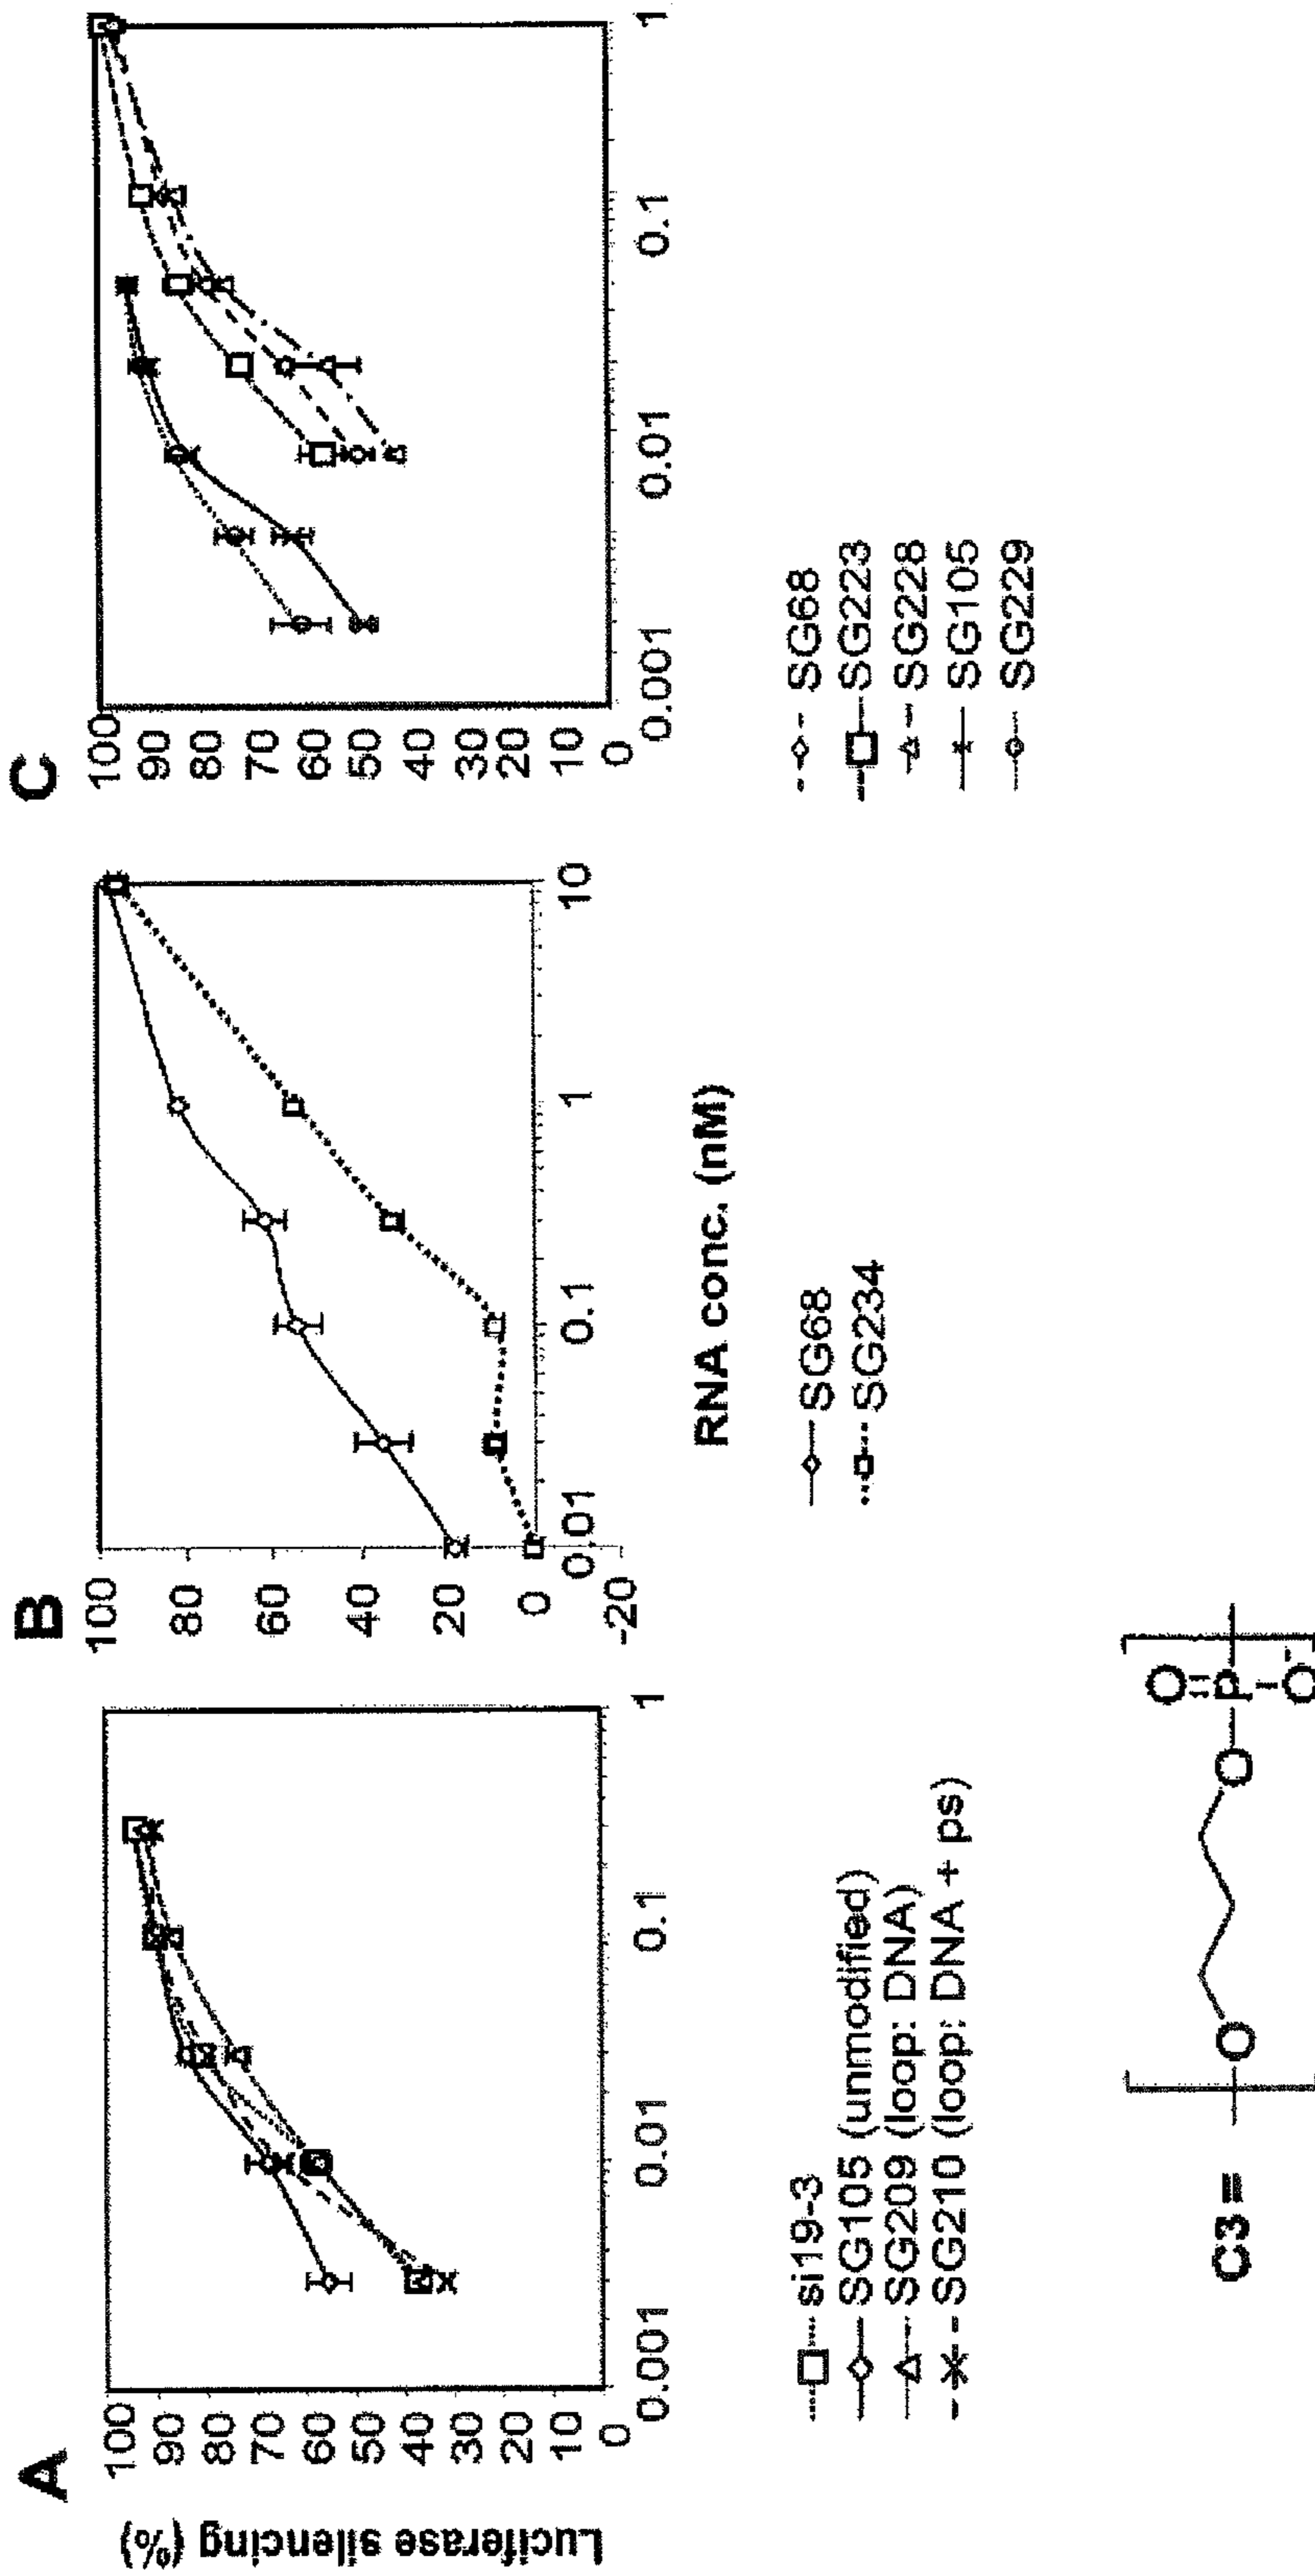 A
Luciferase silencing (%)
100
90
80
70
60
50
40
30
20
10
0
0.001
0.01
0.1
1
si19-3
SG105 (unmodified)
SG209 (loop: DNA)
SG210 (loop: DNA + ps)
B
100
80
60
40
20
0
-20
0.01
0.1
1
10
RNA conc. (nM)
SG68
SG234
C
100
90
80
70
60
50
40
30
20
10
0
0.001
0.01
0.1
1
SG68
SG223
SG228
SG105
SG229
C3 =
O
O
O
P
O-